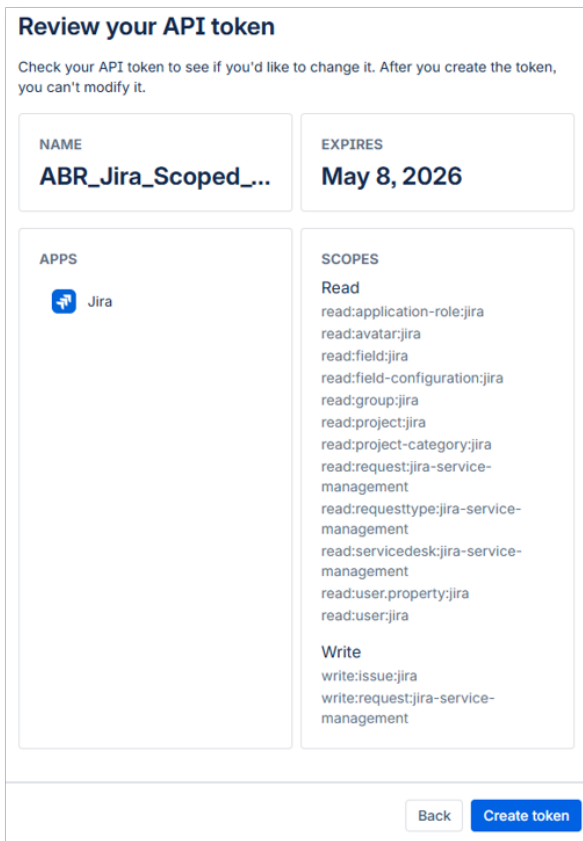 Review your API token
Check your API token to see if you'd like to change it. After you create the token,
you can't modify it.
NAME
ABR_Jira_Scoped_...
EXPIRES
May 8, 2026
APPS
Jira
SCOPES
Read
read:application-role:jira
read:avatar:jira
read:field:jira
read:field-configuration:jira
read:group:jira
read:project:jira
read:project-category:jira
read:request:jira-service-
management
read:requesttype:jira-service-
management
read:servicedesk:jira-service-
management
read:user.property:jira
read:user:jira
Write
write:issue:jira
write:request:jira-service-
management
Back
Create token